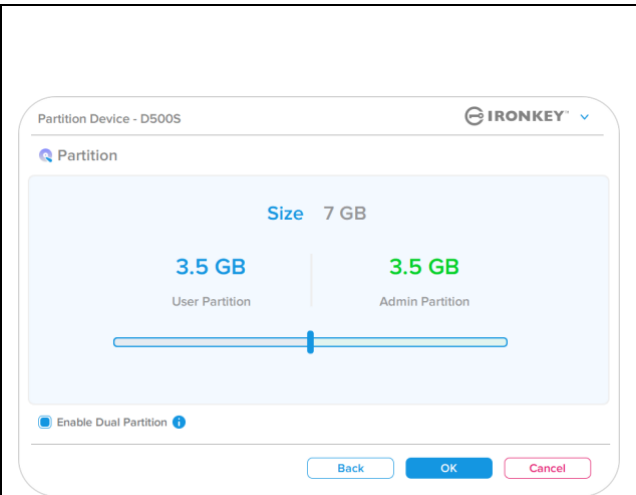 Partition Device - D500S
IRONKEY™
Partition
Size 7 GB
3.5 GB 3.5 GB
User Partition Admin Partition
Enable Dual Partition
Back OK Cancel